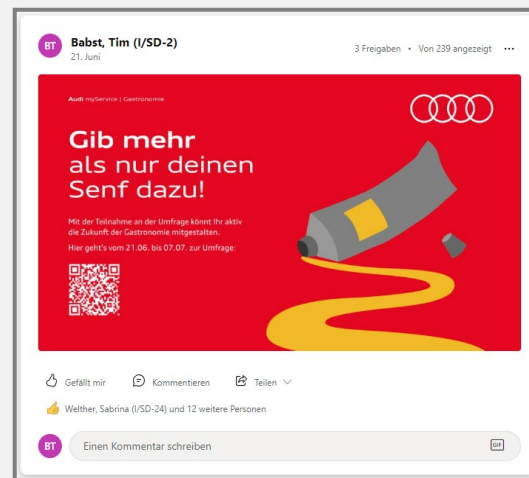 BT
Babst, Tim (I/SD-2)
21. Juni
3 Freigaben • Von 239 angezeigt ...
Audi myService | Gastronomie
Gib mehr
als nur deinen
Senf dazu!
Mit der Teilnahme an der Umfrage könnt Ihr aktiv
die Zukunft der Gastronomie mitgestalten.
Hier geht's vom 21.06. bis 07.07. zur Umfrage:
Gefällt mir Kommentieren Teilen
Welther, Sabrina (I/SD-24) und 12 weitere Personen
BT Einen Kommentar schreiben GIF